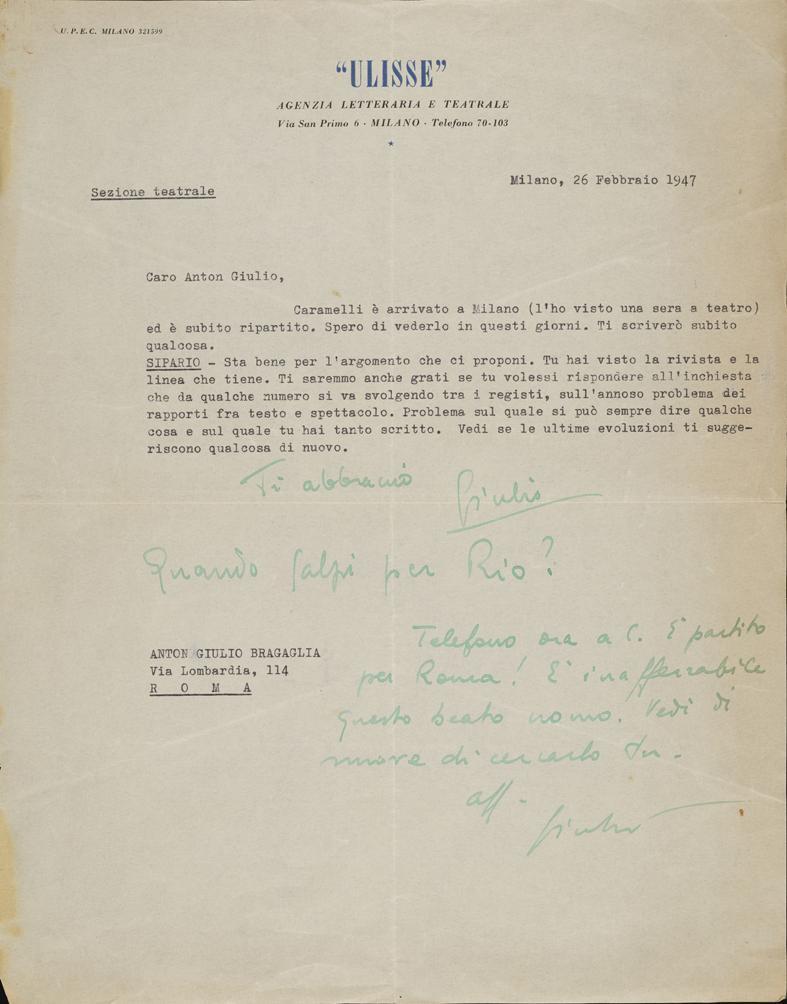 U.P.E.C. MILANO 321599
“ULISSE”
AGENZIA LETTERARIA E TEATRALE
Via San Primo 6 · MILANO · Telefono 70-103
Milano, 26 Febbraio 1947
Sezione teatrale
Caro Anton Giulio,
Caramelli è arrivato a Milano (l'ho visto una sera a teatro)
ed è subito ripartito. Spero di vederlo in questi giorni. Ti scriverò subito
qualcosa.
SIPARIO – Sta bene per l'argomento che ci proponi. Tu hai visto la rivista e la
linea che tiene. Ti saremmo anche grati se tu volessi rispondere all'inchiesta
che da qualche numero si va svolgendo tra i registi, sull'annoso problema dei
rapporti fra testo e spettacolo. Problema sul quale si può sempre dire qualche
cosa e sul quale tu hai tanto scritto. Vedi se le ultime evoluzioni ti sugge–
riscono qualcosa di nuovo.
Ti abbraccio Giulio
Quando salpi per Rio?
Telefono ora a C. È partito
per Roma! È inafferrabile
questo beato uomo! Vedi di
nuovo di cercarlo tu.
aff.
Giulio
ANTON GIULIO BRAGAGLIA
Via Lombardia, 114
R O M A